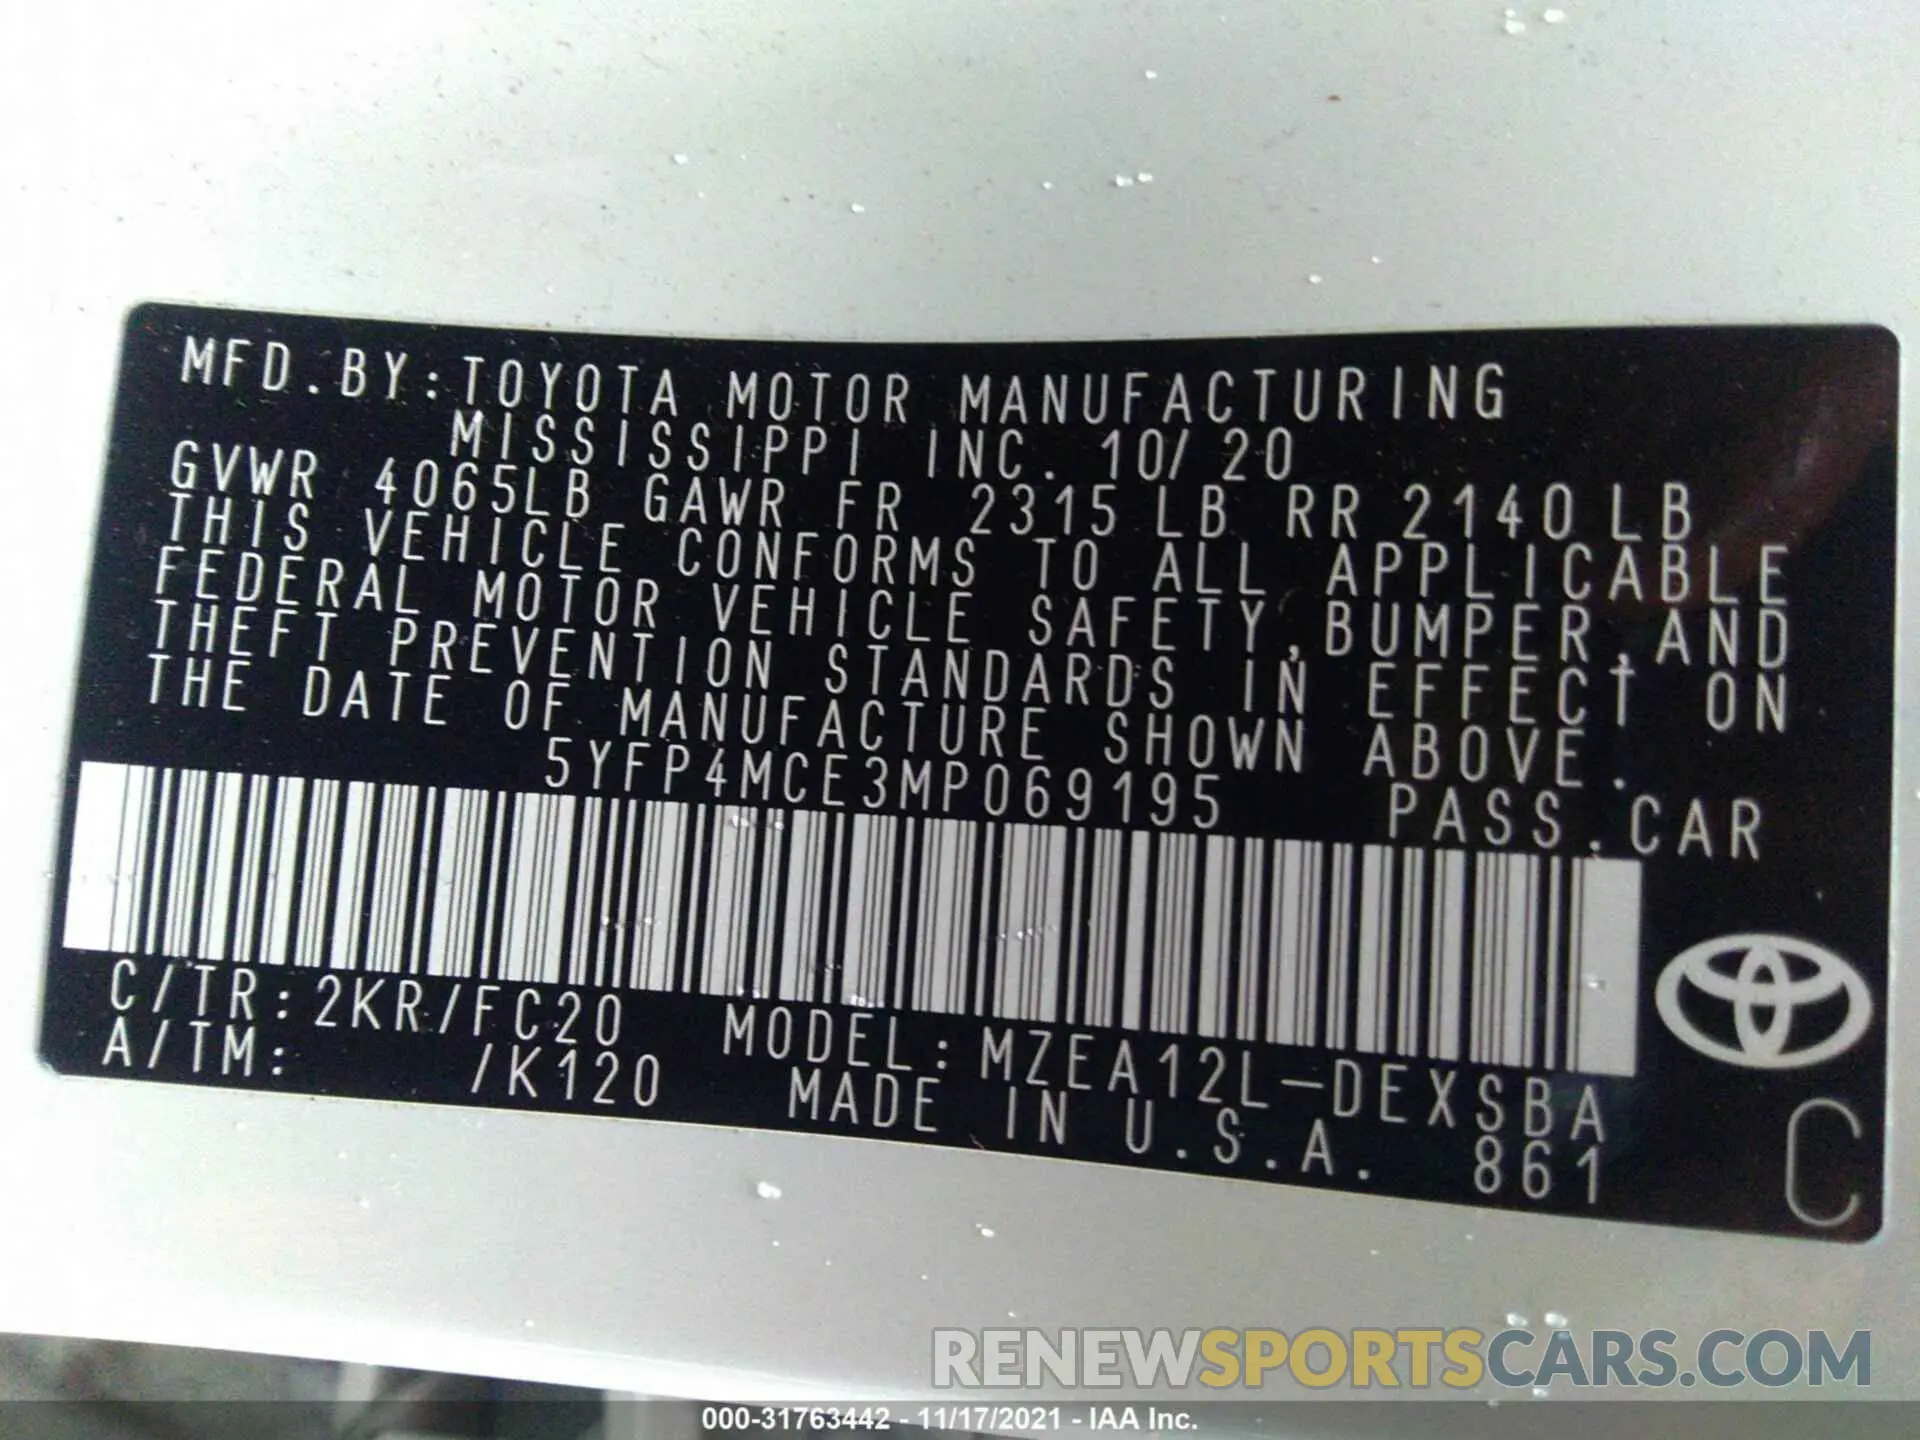 MFD.BY:TOYOTA MOTOR MANUFACTURING
MISSISSIPPI INC. 10/20
GVWR 4065LB GAWR FR 2315LB RR 2140LB
THIS VEHICLE CONFORMS TO ALL APPLICABLE
FEDERAL MOTOR VEHICLE SAFETY,BUMPER,AND
THEFT PREVENTION STANDARDS IN EFFECT ON
THE DATE OF MANUFACTURE SHOWN ABOVE.
5YFP4MCE3MP069195 PASS.CAR
C/TR:2KR/FC20 MODEL:MZEA12L-DEXSBA
A/TM: /K120 MADE IN U.S.A. 861
C
RENEWSPORTSCARS.COM
000-31763442 - 11/17/2021 - IAA Inc.